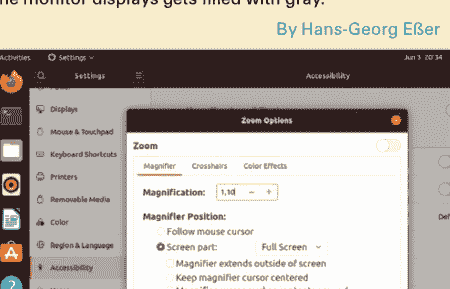 he monitor displays gets filled with gray.
By Hans-Georg Eßer
Activities Settings Jun 3 20:34
Settings Accessibility
Displays
Mouse & Touchpad
Keyboard Shortcuts
Printers
Removable Media
Color
Region & Language
Accessibility
Zoom Options
Zoom
Magnifier Crosshairs Color Effects
Magnification: 1,10 − +
Magnifier Position:
Follow mouse cursor
Screen part: Full Screen
Magnifier extends outside of screen
Keep magnifier cursor centered
Def